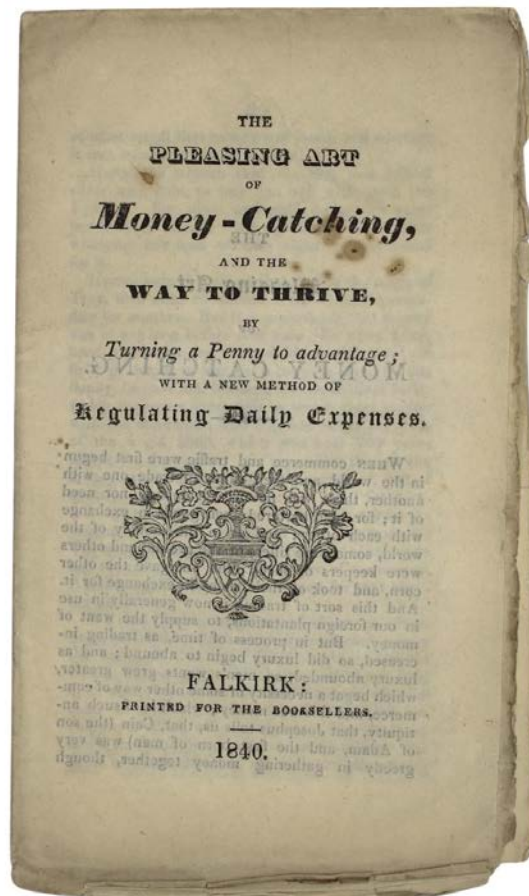 THE
PLEASING ART
OF
Money-Catching,
AND THE
WAY TO THRIVE,
BY
Turning a Penny to advantage;
WITH A NEW METHOD OF
Regulating Daily Expenses.
FALKIRK:
PRINTED FOR THE BOOKSELLERS.
1840.